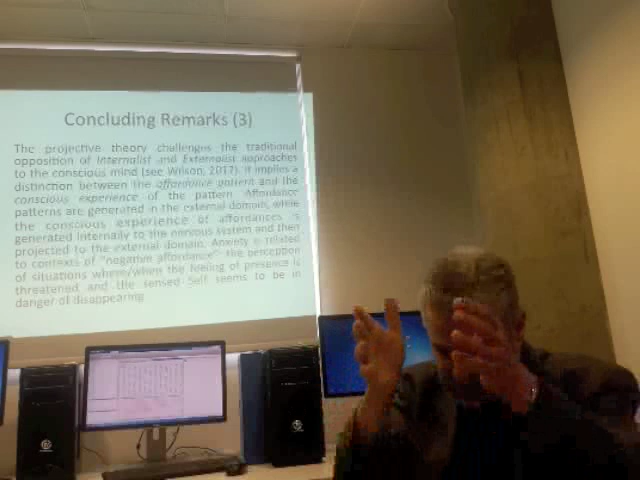 Concluding Remarks (3)
The projective theory challenges the traditional
opposition of Internalist and Externalist approaches
to the conscious mind (see Wilson, 2017). It implies a
distinction between the affordance pattern and the
conscious experience of the pattern. Affordance
patterns are generated in the external domain, while
the conscious experience of affordances is
generated internally to the nervous system and then
projected to the external domain. Anxiety is related
to contexts of "negative affordance": the perception
of situations where/when the feeling of presence is
threatened and the sensed Self seems to be in
danger of disappearing